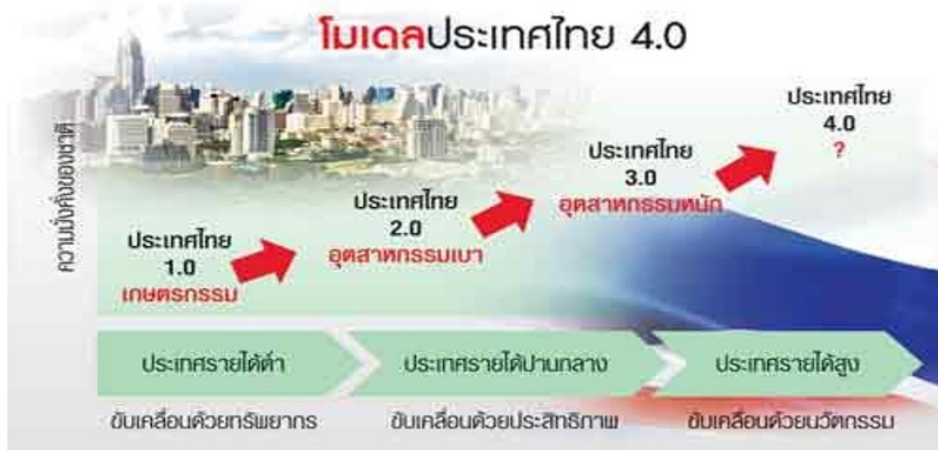 โมเดลประเทศไทย 4.0
ความมั่งคั่งของชาติ
ประเทศไทย
1.0
เกษตรกรรม
ประเทศไทย
2.0
อุตสาหกรรมเบา
ประเทศไทย
3.0
อุตสาหกรรมหนัก
ประเทศไทย
4.0
?
ประเทศรายได้ต่ำ
ประเทศรายได้ปานกลาง
ประเทศรายได้สูง
ขับเคลื่อนด้วยทรัพยากร
ขับเคลื่อนด้วยประสิทธิภาพ
ขับเคลื่อนด้วยนวัตกรรม